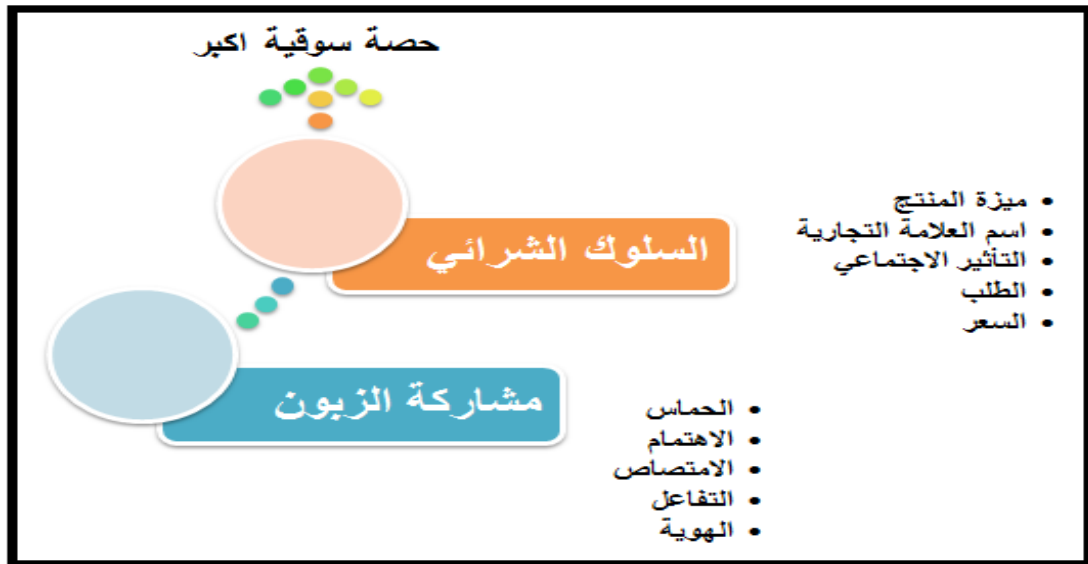 حصة سوقية اكبر
السلوك الشرائي
• ميزة المنتج
• اسم العلامة التجارية
• التأثير الاجتماعي
• الطلب
• السعر
مشاركة الزبون
• الحماس
• الاهتمام
• الامتصاص
• التفاعل
• الهوية